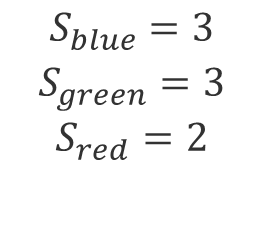 S_blue = 3
S_green = 3
S_red = 2